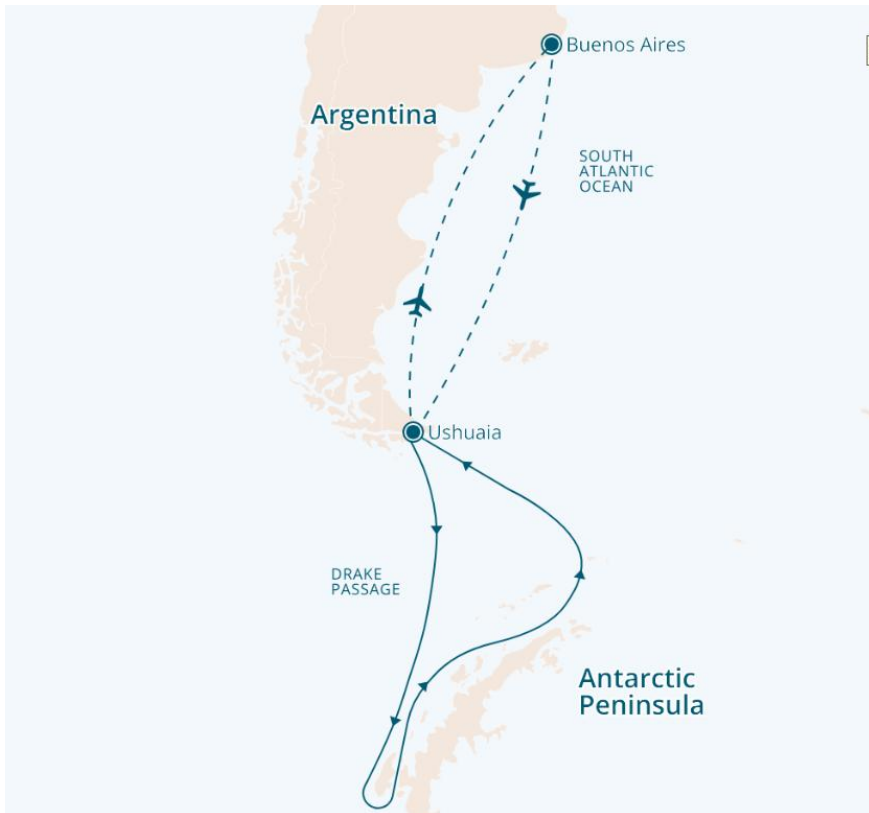 Buenos Aires
Argentina
SOUTH
ATLANTIC
OCEAN
Ushuaia
DRAKE
PASSAGE
Antarctic
Peninsula